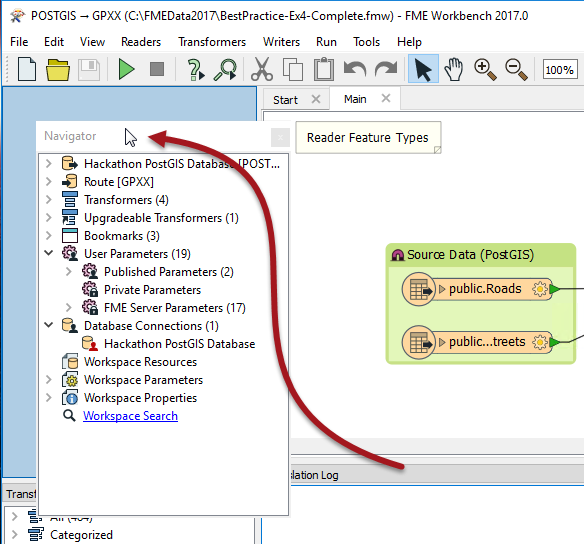 POSTGIS → GPXX (C:\FMEData2017\BestPractice-Ex4-Complete.fmw) - FME Workbench 2017.0
File Edit View Readers Transformers Writers Run Tools Help
100%
Start Main
Navigator
Reader Feature Types
Hackathon PostGIS Database [POST...
Route [GPXX]
Transformers (4)
Upgradeable Transformers (1)
Bookmarks (3)
User Parameters (19)
Published Parameters (2)
Private Parameters
FME Server Parameters (17)
Database Connections (1)
Hackathon PostGIS Database
Workspace Resources
Workspace Parameters
Workspace Properties
Workspace Search
Source Data (PostGIS)
public.Roads
public...treets
slation Log
Transf
Categorized